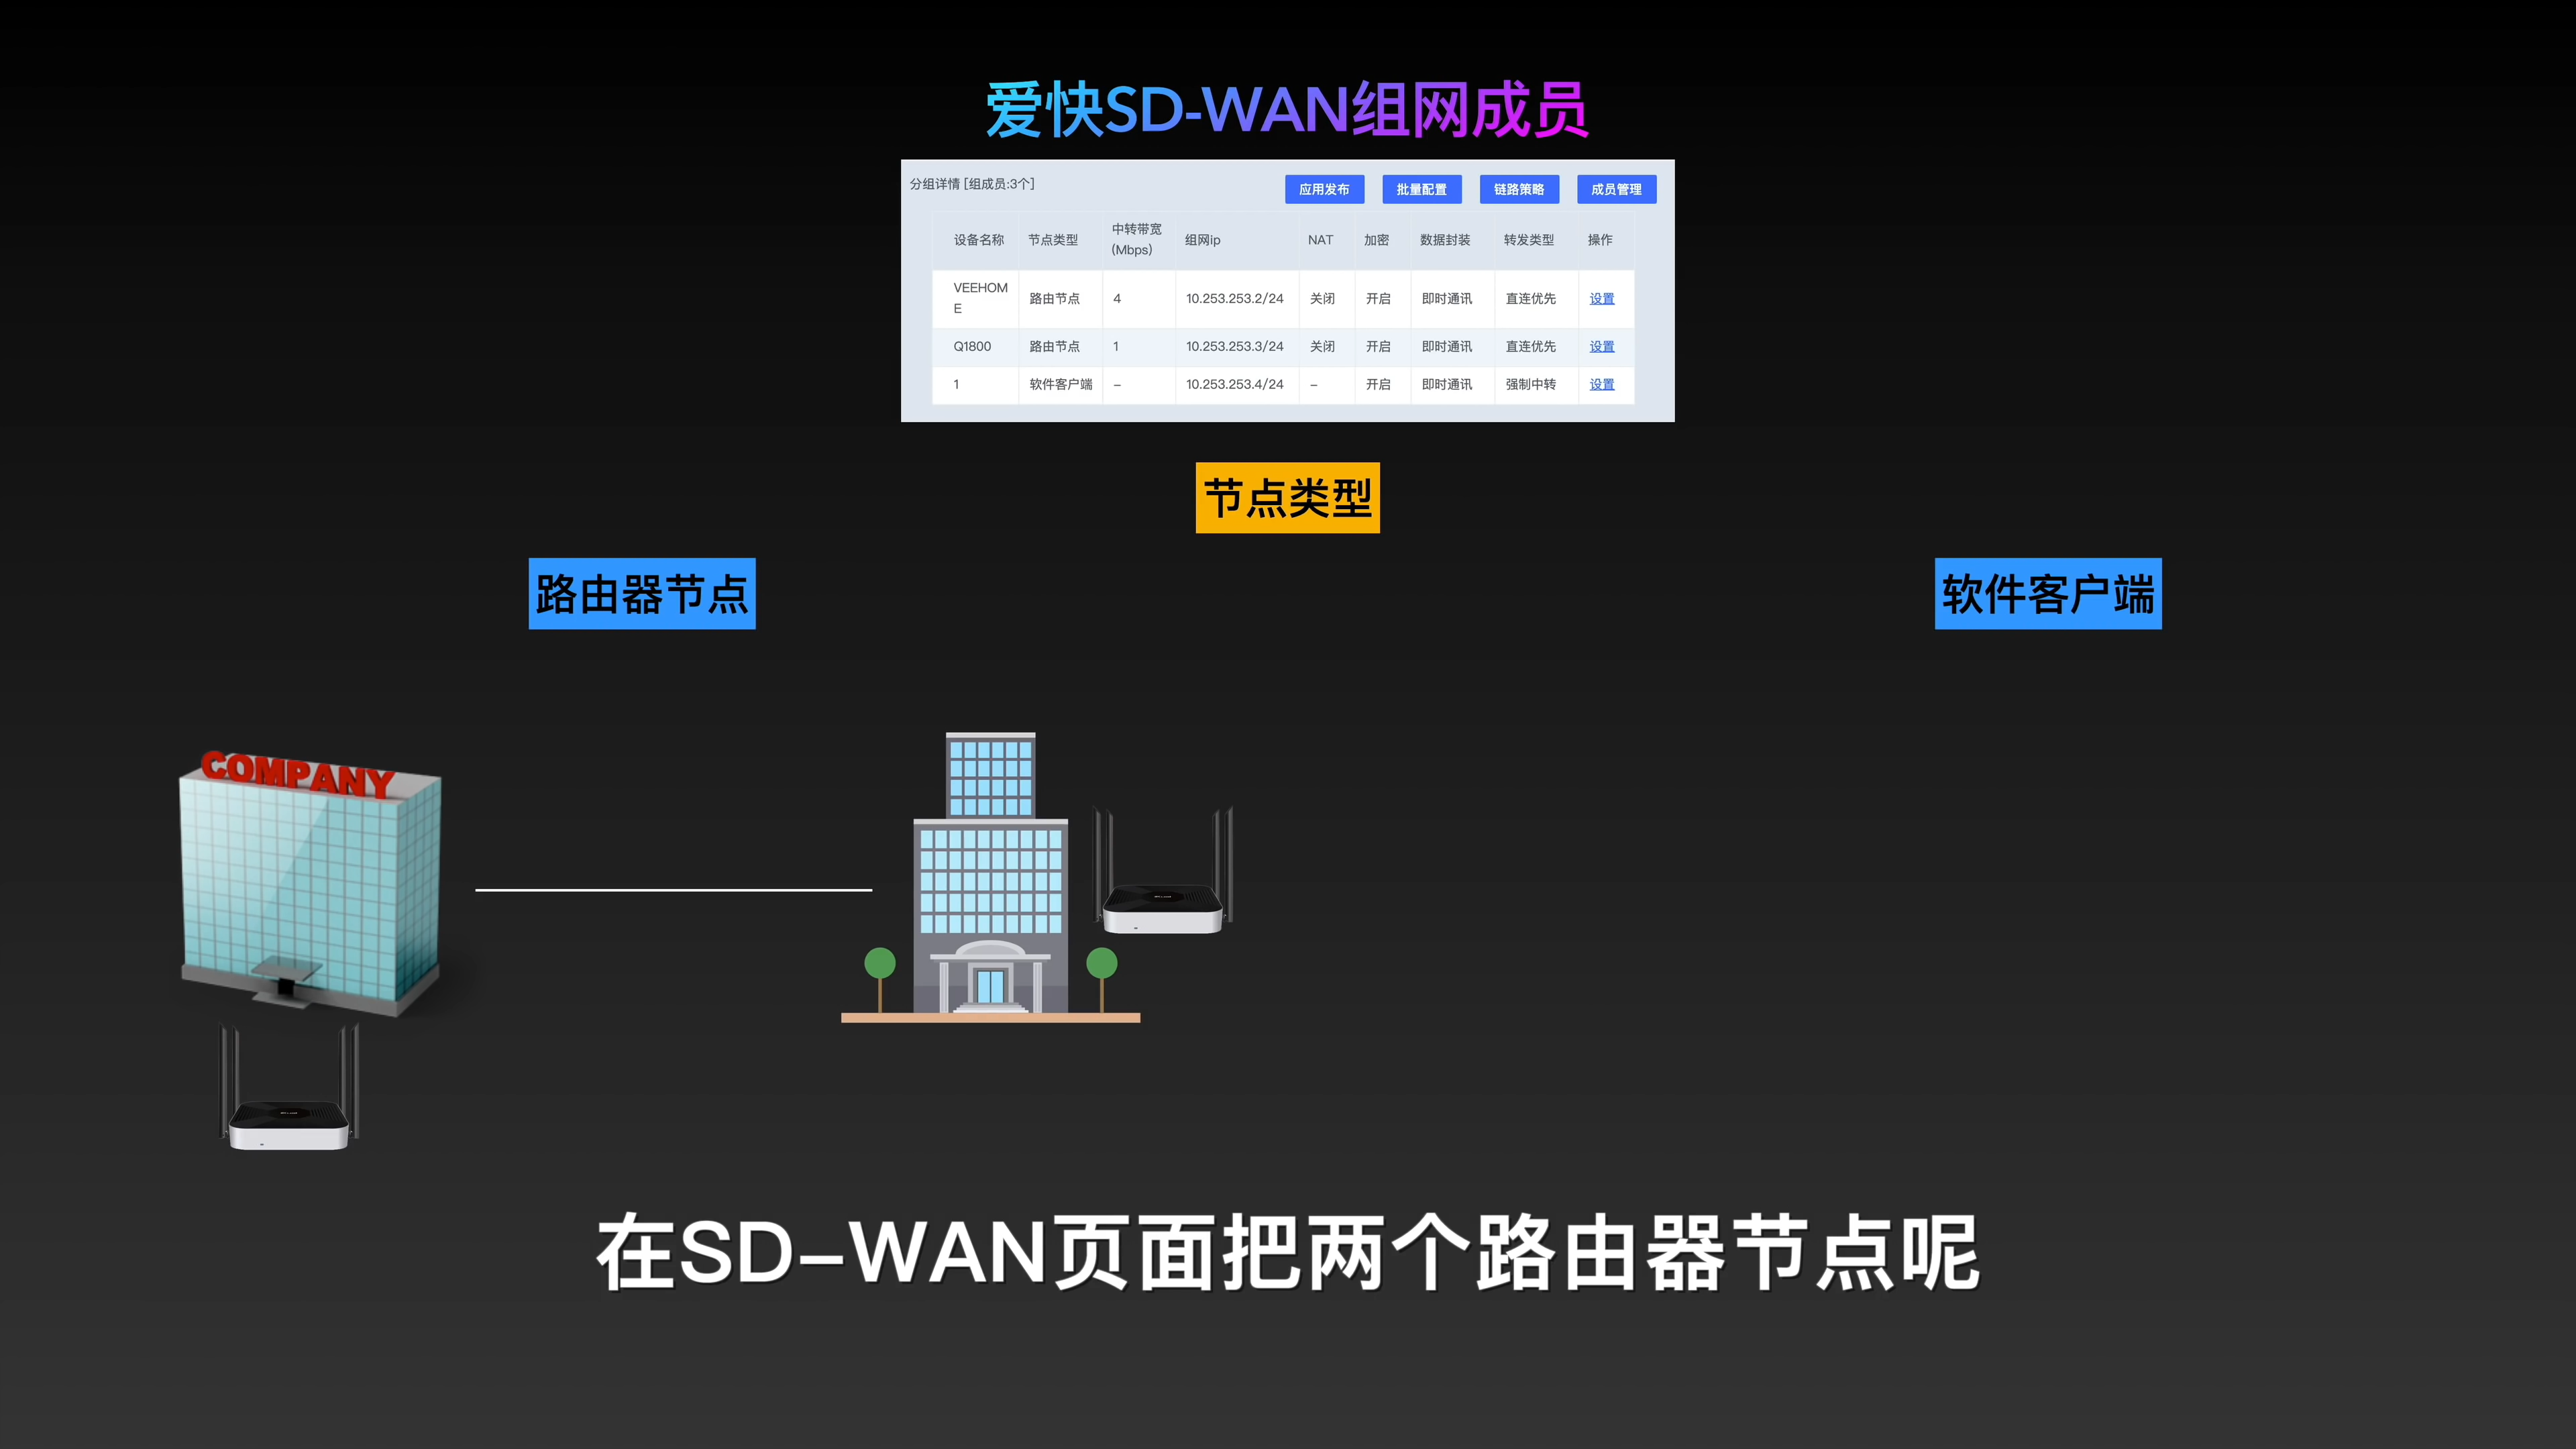 爱快SD-WAN组网成员
分组详情 [组成员:3个] 应用发布 批量配置 链路策略 成员管理
设备名称 节点类型 中转带宽(Mbps) 组网ip NAT 加密 数据封装 转发类型 操作
VEEHOME 路由节点 4 10.253.253.2/24 关闭 开启 即时通讯 直连优先 设置
Q1800 路由节点 1 10.253.253.3/24 关闭 开启 即时通讯 直连优先 设置
1 软件客户端 – 10.253.253.4/24 – 开启 即时通讯 强制中转 设置
节点类型
路由器节点 软件客户端
COMPANY
在SD-WAN页面把两个路由器节点呢